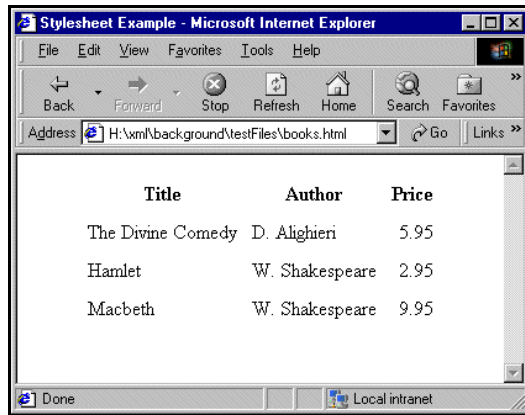 Stylesheet Example - Microsoft Internet Explorer
File Edit View Favorites Tools Help
Back Forward Stop Refresh Home Search Favorites »
Address H:\xml\background\testFiles\books.html Go Links »
Title Author Price
The Divine Comedy D. Alighieri 5.95
Hamlet W. Shakespeare 2.95
Macbeth W. Shakespeare 9.95
Done Local intranet